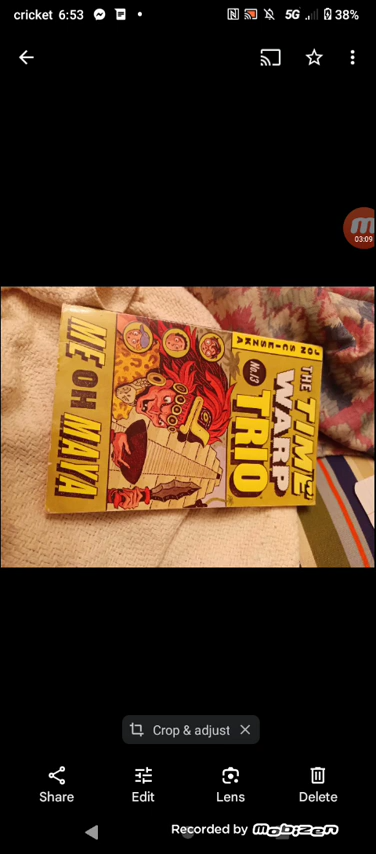 cricket 6:53
5G 38%
03:09
JON SCIESZKA
THE TIME
WARP
TRIO
No. 13
ME OH MAYA
Crop & adjust
Share Edit Lens Delete
Recorded by MOBIZEN